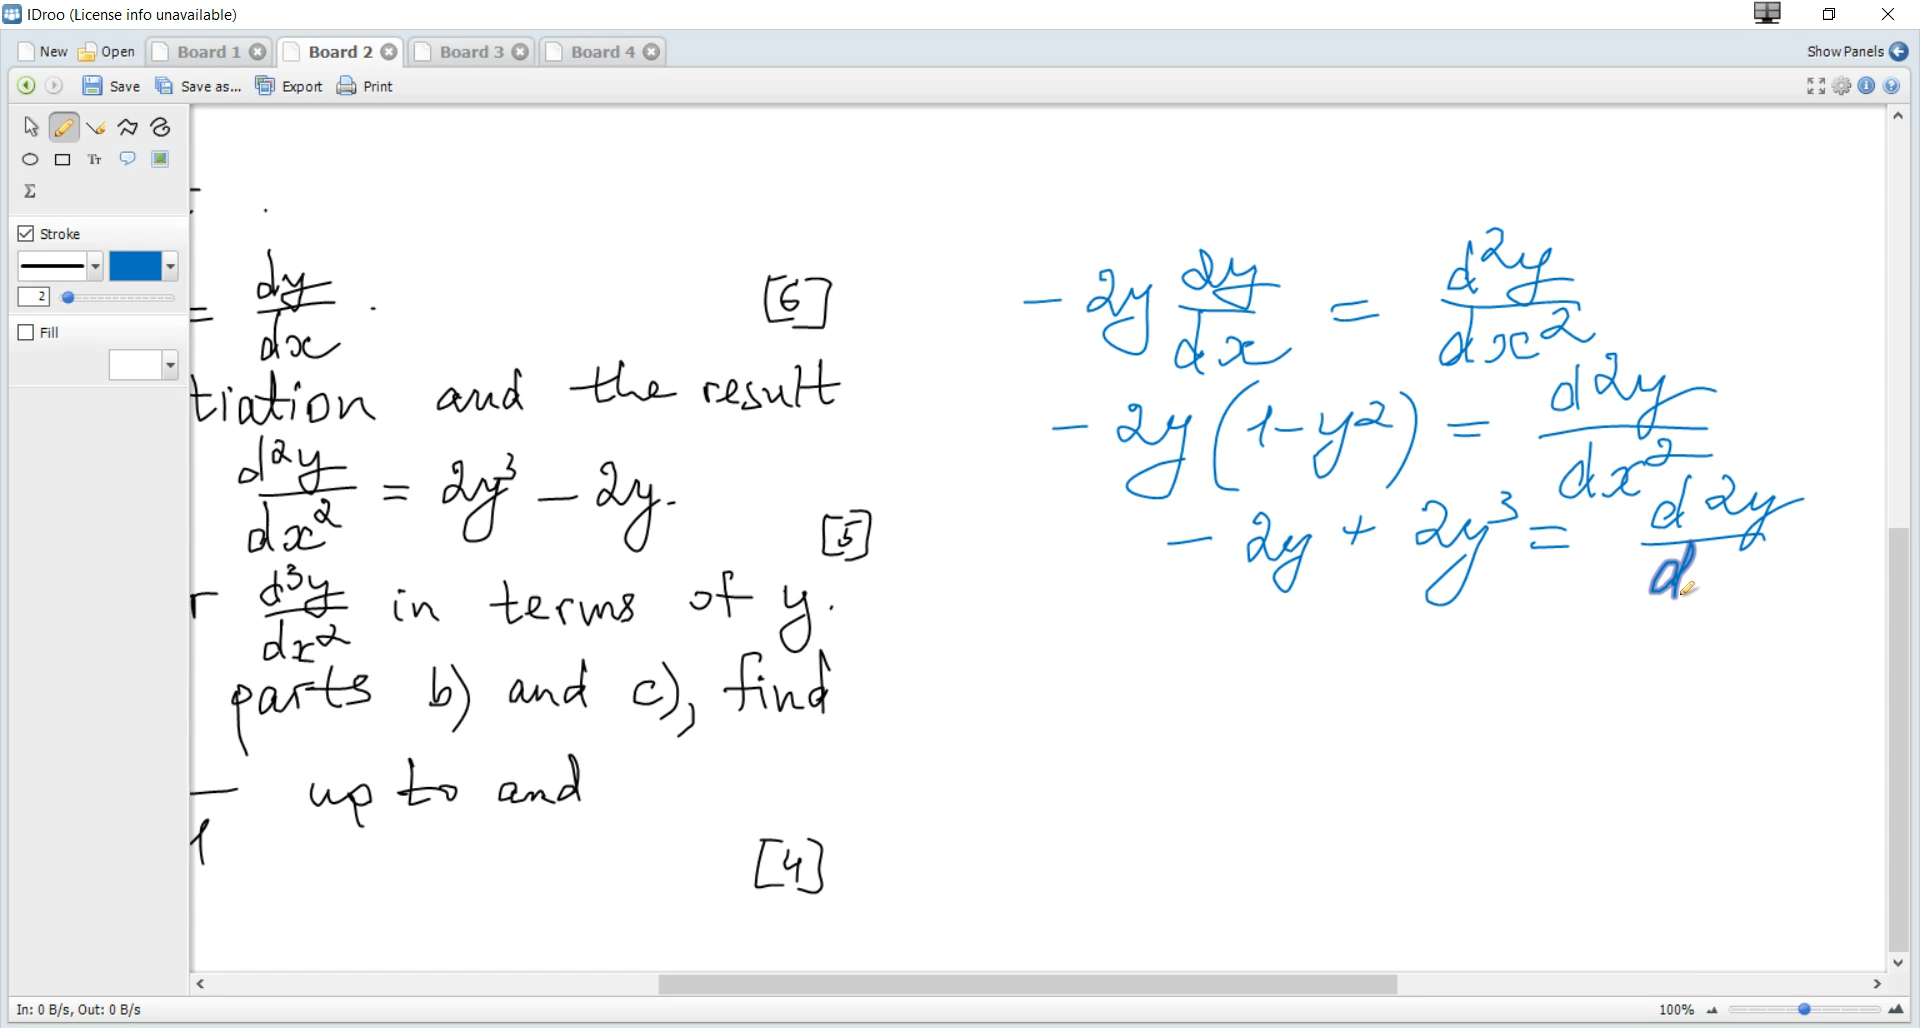 IDroo (License info unavailable)
New Open Board 1 Board 2 Board 3 Board 4 Show Panels
Save Save as... Export Print
Tт
Σ
Stroke
2
Fill
= dy/dx . [6]
tiation and the result
d²y/dx² = 2y³ - 2y. [5]
r d³y/dx² in terms of y.
parts b) and c), find
up to and
1
[4]
- 2y dy/dx = d²y/dx²
- 2y(1-y²) = d²y/dx²
- 2y + 2y³ = d²y/d
In: 0 B/s, Out: 0 B/s 100%